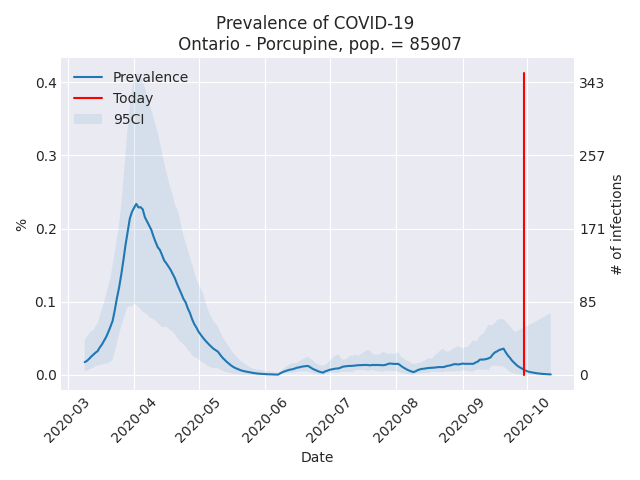 Prevalence of COVID-19
Ontario - Porcupine, pop. = 85907
Prevalence
Today
95CI
0.4
0.3
0.2
0.1
0.0
%
343
257
171
85
0
# of infections
2020-03
2020-04
2020-05
2020-06
2020-07
2020-08
2020-09
2020-10
Date